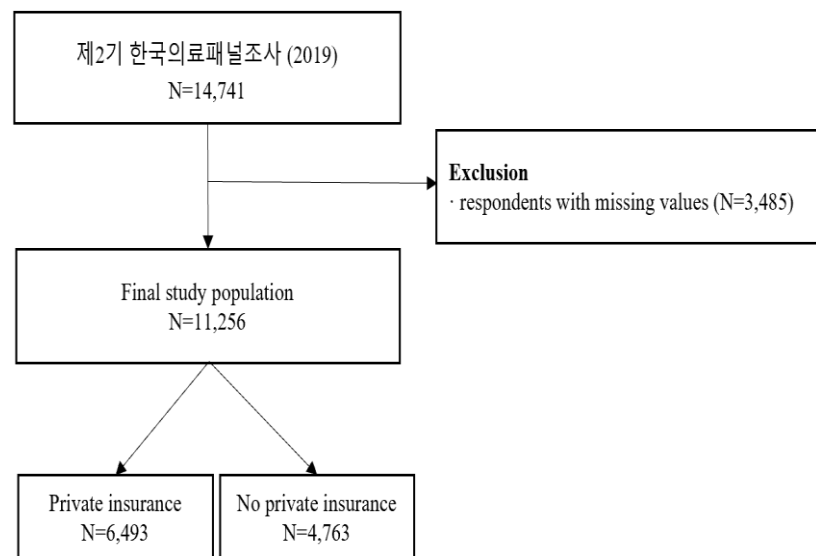 제2기 한국의료패널조사 (2019)
N=14,741
Exclusion
· respondents with missing values (N=3,485)
Final study population
N=11,256
Private insurance
N=6,493
No private insurance
N=4,763